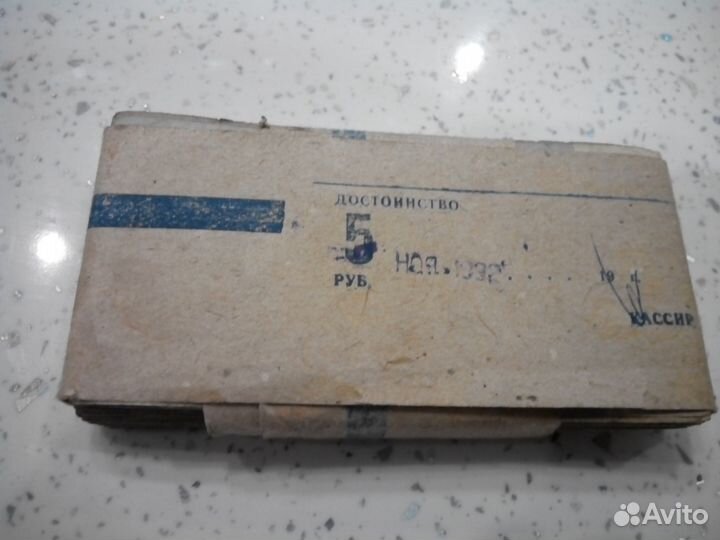 ДОСТОИНСТВО
5
НОЯ. 1992
19 г.
РУБ.
КАССИР
Avito